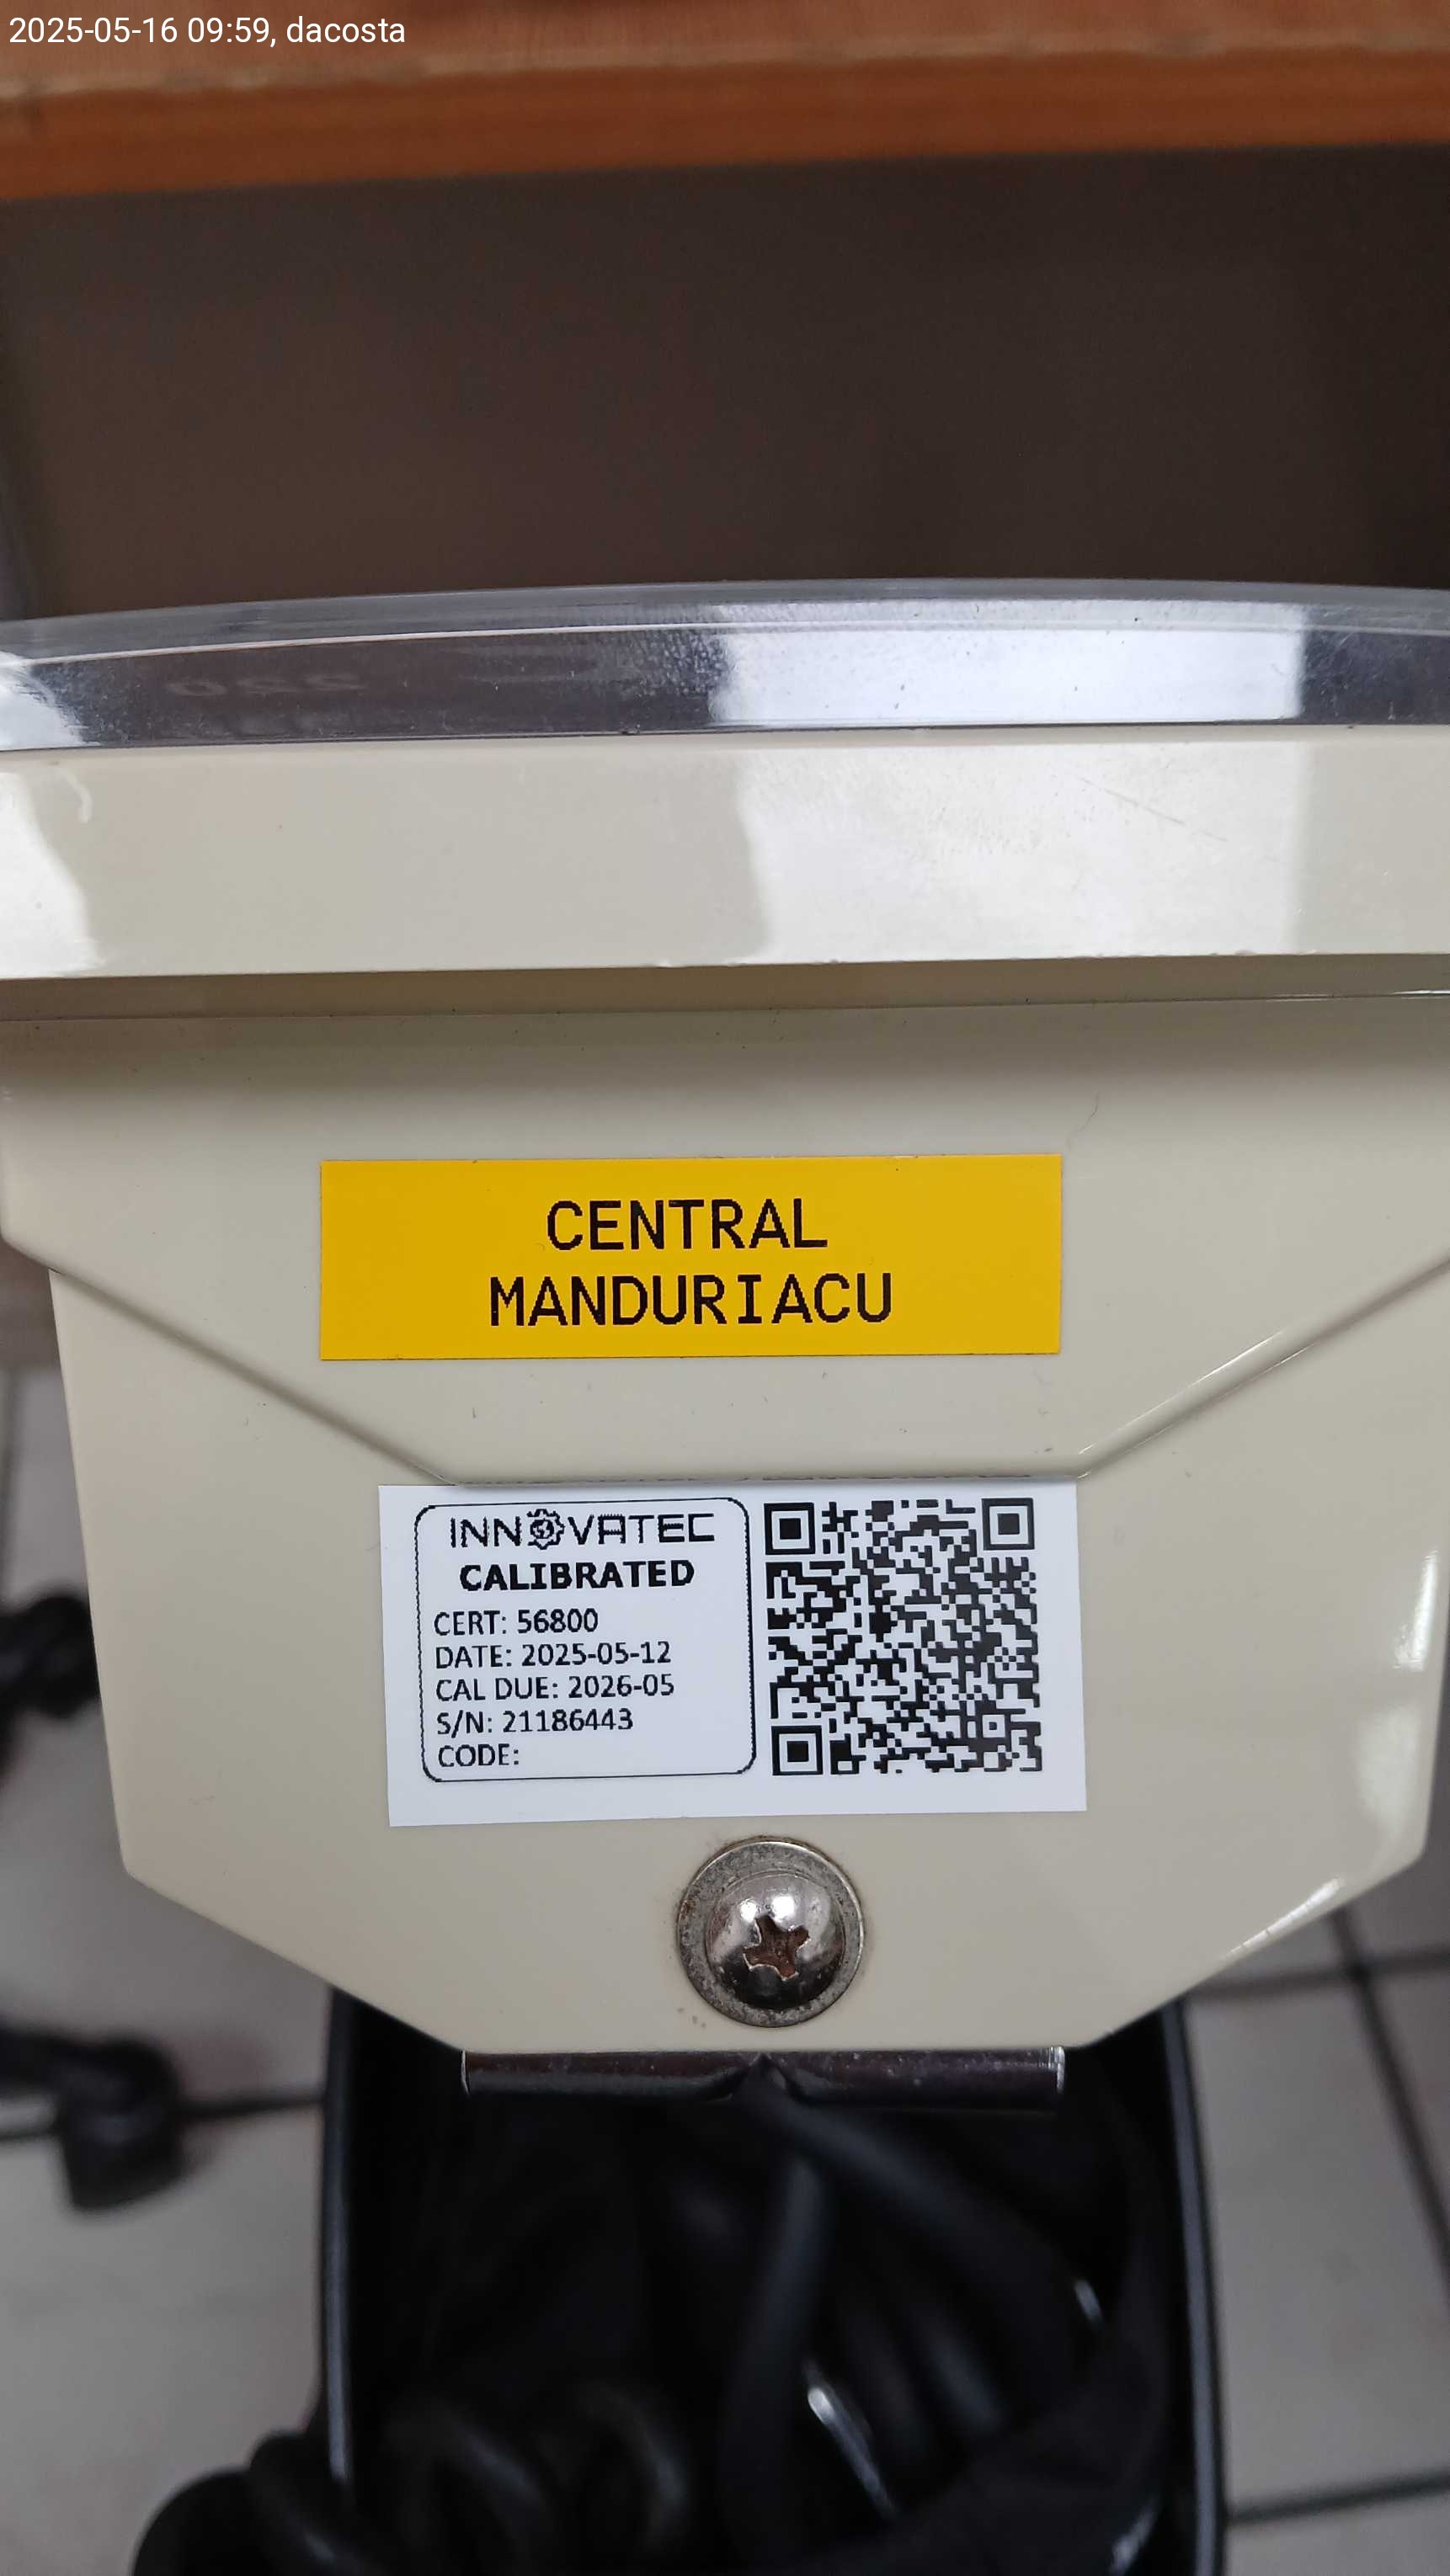 2025-05-16 09:59, dacosta
CENTRAL
MANDURIACU
INNOVATEC
CALIBRATED
CERT: 56800
DATE: 2025-05-12
CAL DUE: 2026-05
S/N: 21186443
CODE: